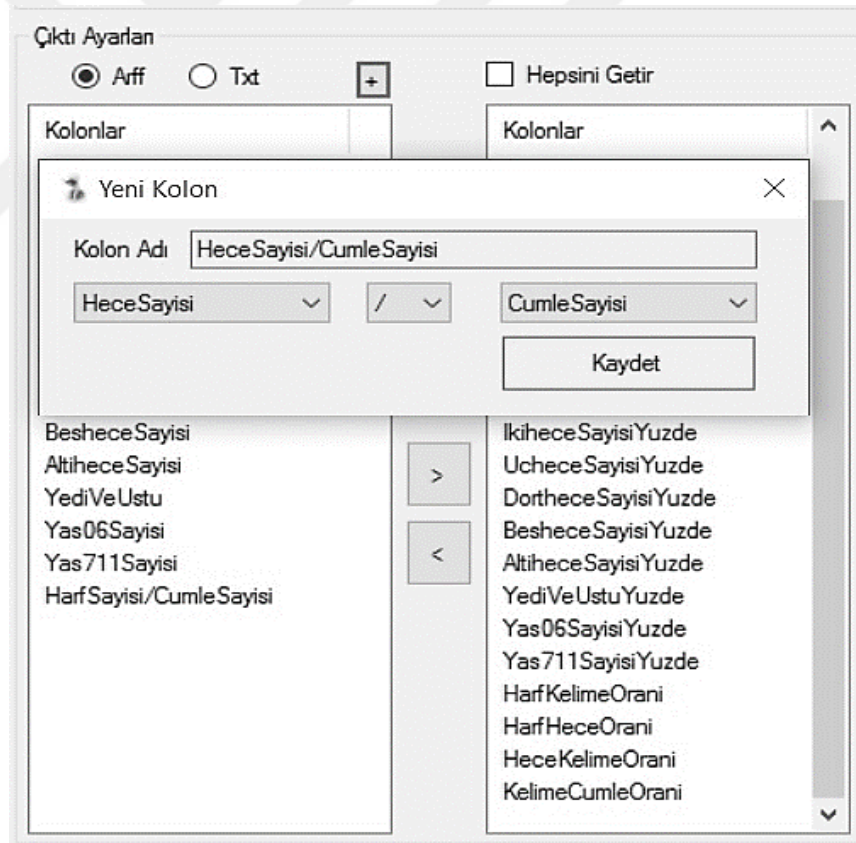 Çıktı Ayarları
Arff Txt + Hepsini Getir
Kolonlar
Kolonlar
Yeni Kolon
Kolon Adı HeceSayisi/CumleSayisi
HeceSayisi / CumleSayisi
Kaydet
BesheceSayisi
AltiheceSayisi
YediVeUstu
Yas06Sayisi
Yas711Sayisi
HarfSayisi/CumleSayisi
>
<
IkiheceSayisiYuzde
UcheceSayisiYuzde
DortheceSayisiYuzde
BesheceSayisiYuzde
AltiheceSayisiYuzde
YediVeUstuYuzde
Yas06SayisiYuzde
Yas711SayisiYuzde
HarfKelimeOrani
HarfHeceOrani
HeceKelimeOrani
KelimeCumleOrani